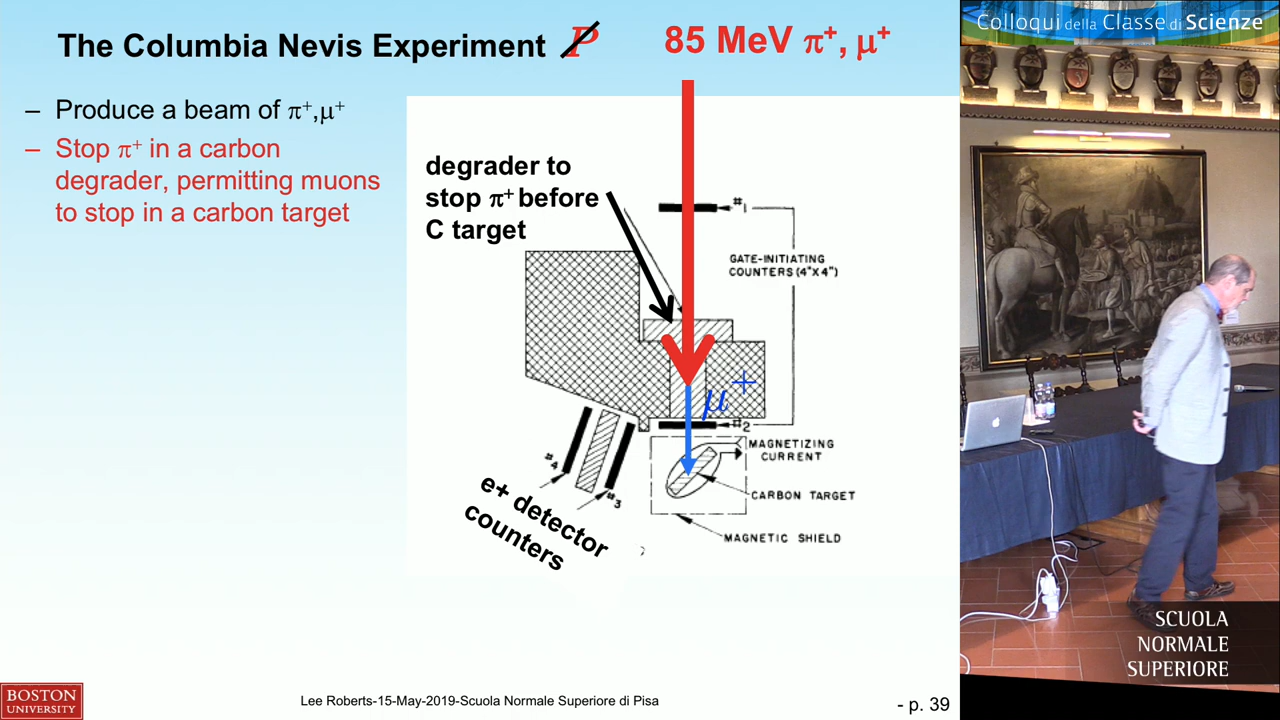 The Columbia Nevis Experiment P
85 MeV π⁺, μ⁺
– Produce a beam of π⁺,μ⁺
– Stop π⁺ in a carbon
degrader, permitting muons
to stop in a carbon target
degrader to
stop π⁺ before
C target
#1
GATE-INITIATING
COUNTERS (4"X4")
μ⁺
#2
MAGNETIZING
CURRENT
#4
#3
CARBON TARGET
MAGNETIC SHIELD
e+ detector
counters
BOSTON
UNIVERSITY
Lee Roberts-15-May-2019-Scuola Normale Superiore di Pisa
- p. 39
Colloqui della Classe di Scienze
SCUOLA
NORMALE
SUPERIORE